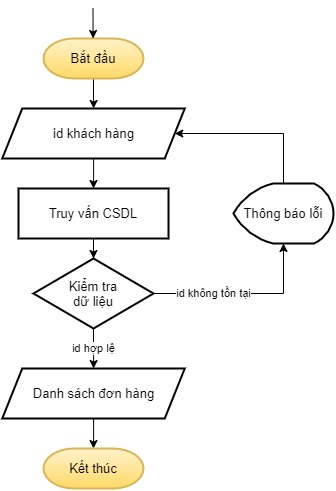 Bắt đầu
id khách hàng
Truy vấn CSDL
Thông báo lỗi
Kiểm tra
dữ liệu
id không tồn tại
id hợp lệ
Danh sách đơn hàng
Kết thúc